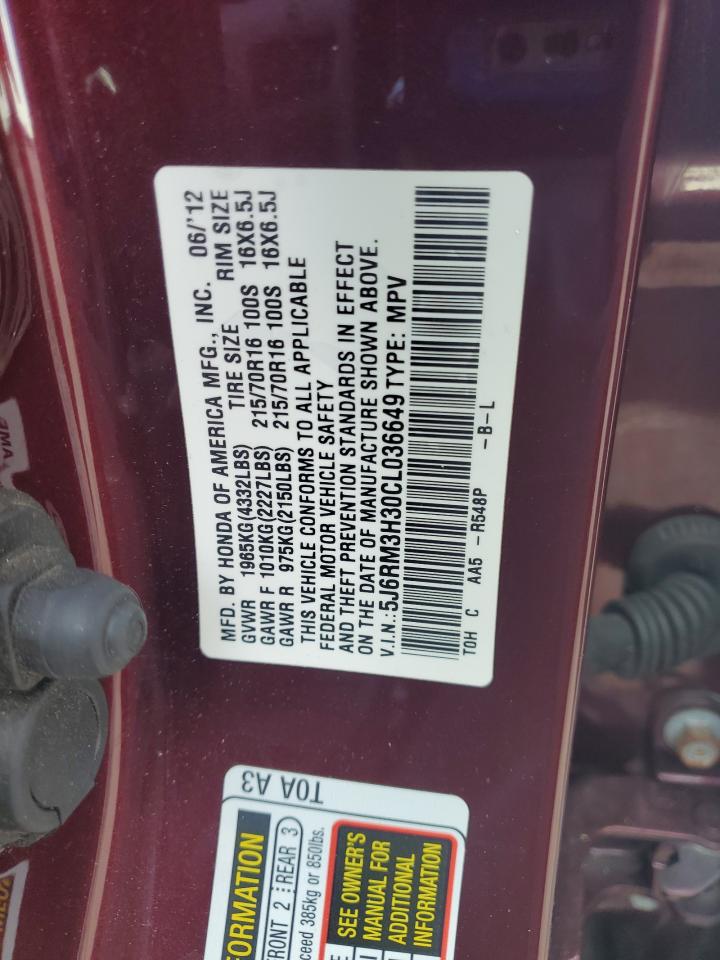 MFD. BY HONDA OF AMERICA MFG., INC. 06/'12
TIRE SIZE RIM SIZE
GVWR 1965KG(4332LBS)
GAWR F 1010KG(2227LBS) 215/70R16 100S 16X6.5J
GAWR R 975KG(2150LBS) 215/70R16 100S 16X6.5J
THIS VEHICLE CONFORMS TO ALL APPLICABLE
FEDERAL MOTOR VEHICLE SAFETY
AND THEFT PREVENTION STANDARDS IN EFFECT
ON THE DATE OF MANUFACTURE SHOWN ABOVE.
V.I.N.:5J6RM3H30CL036649 TYPE: MPV
TOH C AA5 -R548P -B-L
T0A A3
FORMATION
FRONT 2 REAR 3
ceed 385kg or 850lbs.
SEE OWNER'S
MANUAL FOR
ADDITIONAL
INFORMATION